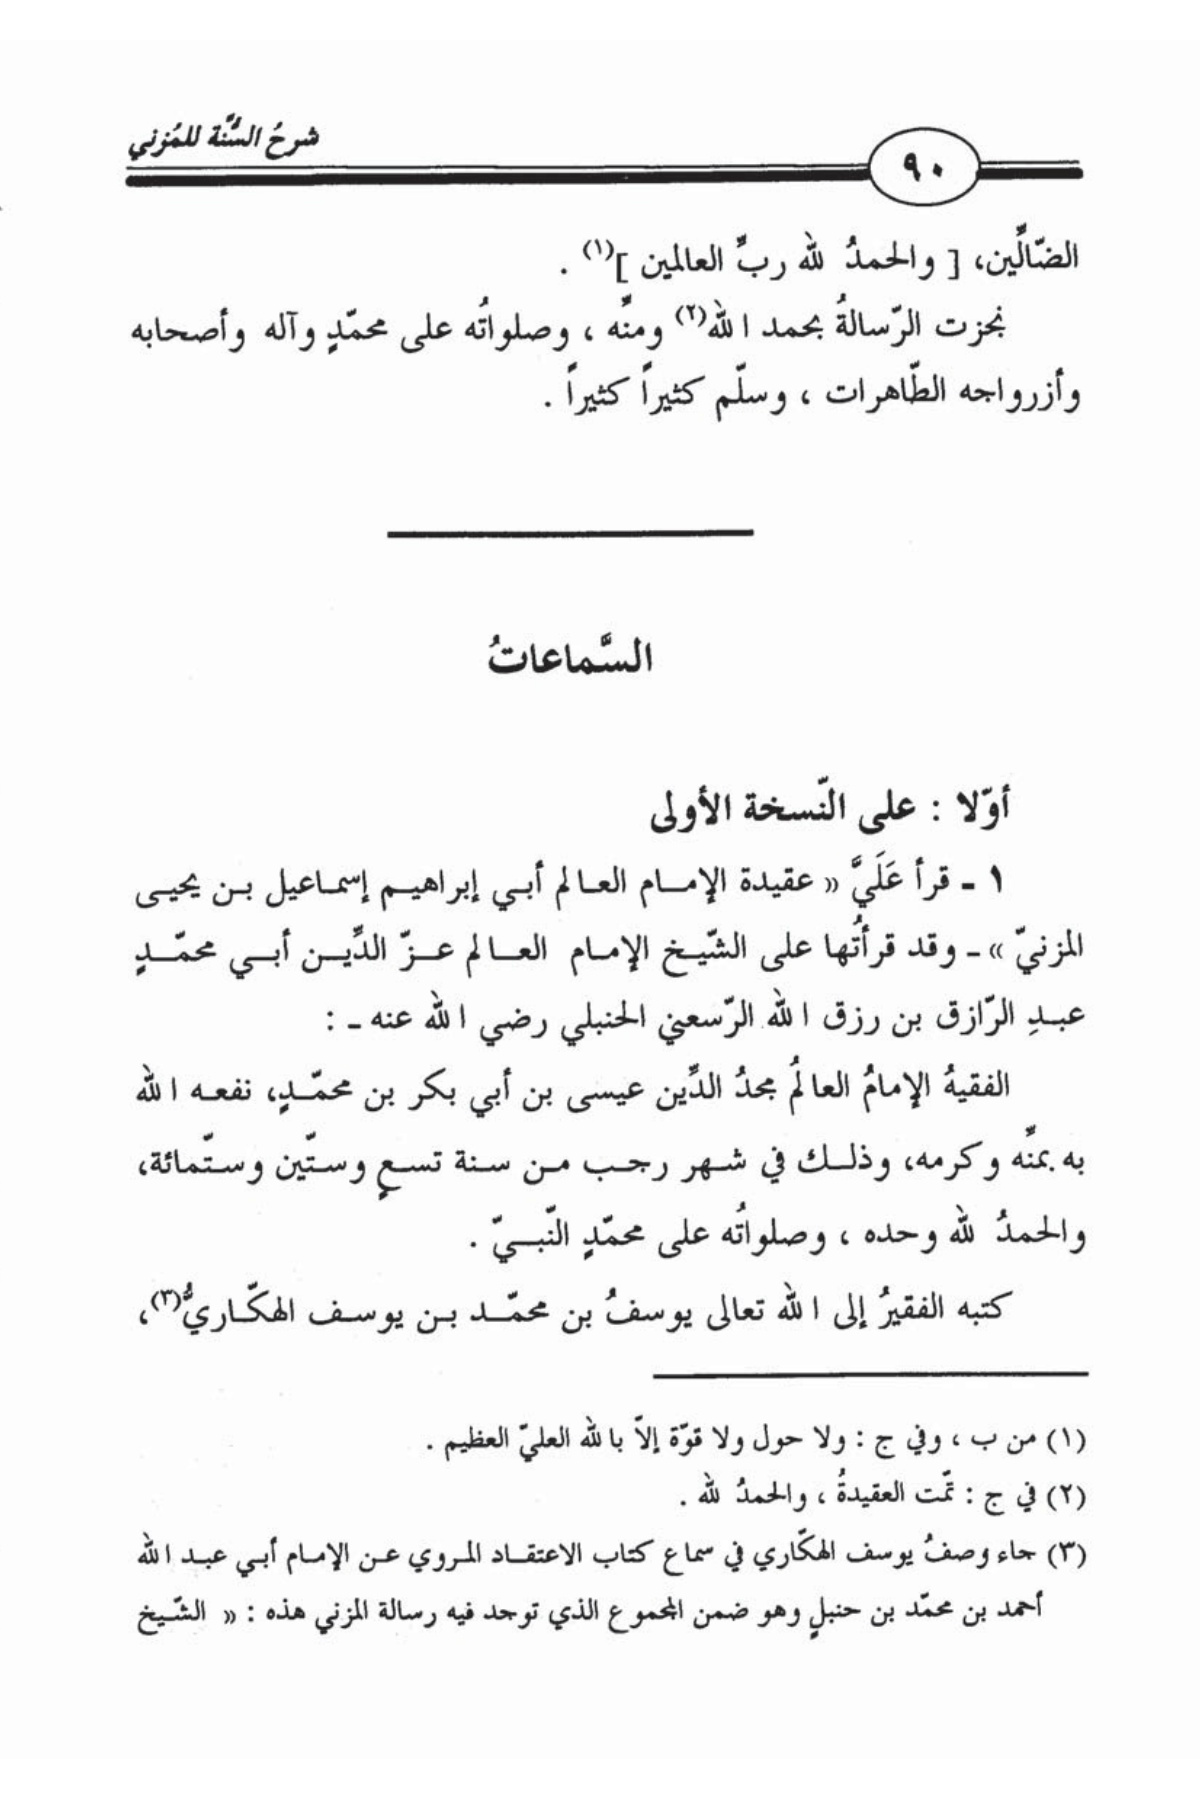 شرحُ السُّنَّة للمُزني
٩٠
الضّالِّين، [ والحمدُ لله ربِّ العالمين ](١) .
نجزت الرّسالةُ بحمد الله(٢) ومنِّه ، وصلواتُه على محمّدٍ وآله وأصحابه
وأزرواجه الطّاهرات ، وسلّم كثيراً كثيراً .
السَّماعاتُ
أوّلا : على النّسخة الأولى
١ ـ قرأ عَلَيَّ « عقيدة الإمام العالم أبي إبراهيم إسماعيل بن يحيى
المزنيّ » ـ وقد قرأتُها على الشّيخ الإمام العالم عزّ الدِّين أبي محمّدٍ
عبدِ الرّازق بن رزق الله الرّسعني الحنبلي رضي الله عنه ـ :
الفقيهُ الإمامُ العالمُ مجدُ الدِّين عيسى بن أبي بكر بن محمّدٍ، نفعه الله
به بمنِّه وكرمه، وذلك في شهر رجب من سنة تسعٍ وستّين وستّمائة،
والحمدُ لله وحده ، وصلواتُه على محمّدٍ النّبيّ .
كتبه الفقيرُ إلى الله تعالى يوسفُ بن محمّد بن يوسف الهكّاريُّ(٣)،
(١) من ب ، وفي ج : ولا حول ولا قوّة إلاّ بالله العليّ العظيم .
(٢) في ج : تمّت العقيدةُ ، والحمدُ لله .
(٣) جاء وصفُ يوسف الهكّاري في سماع كتاب الاعتقاد المروي عن الإمام أبي عبد الله
أحمد بن محمّد بن حنبلٍ وهو ضمن المجموع الذي توجد فيه رسالة المزني هذه : « الشّيخ